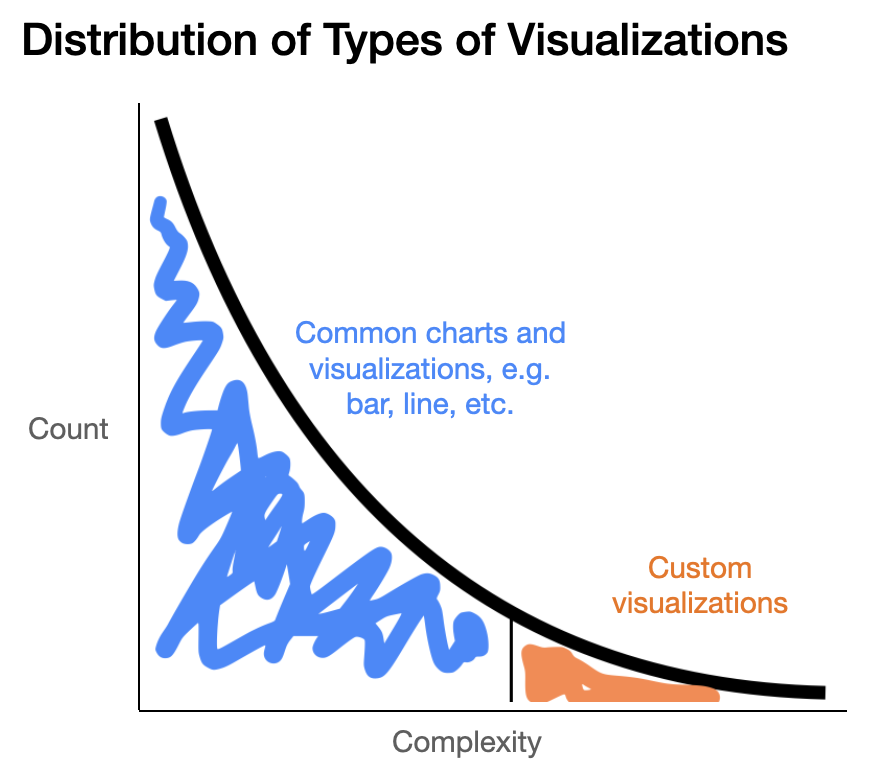 Distribution of Types of Visualizations
Common charts and
visualizations, e.g.
bar, line, etc.
Count
Custom
visualizations
Complexity